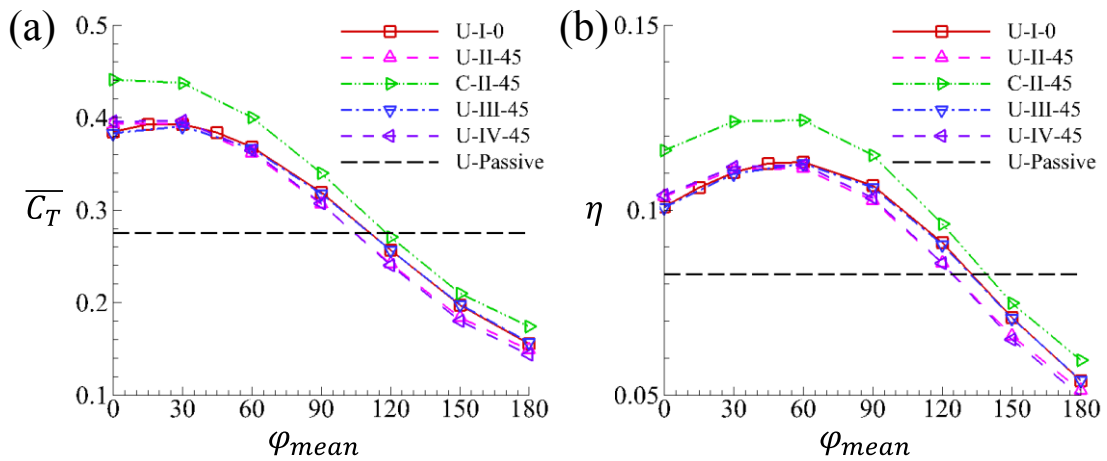 (a)
0.5
0.4
0.3
0.2
0.1
$\overline{C_T}$
U-I-0
U-II-45
C-II-45
U-III-45
U-IV-45
U-Passive
0 30 60 90 120 150 180
φ_mean
(b)
0.15
0.1
0.05
η
U-I-0
U-II-45
C-II-45
U-III-45
U-IV-45
U-Passive
0 30 60 90 120 150 180
φ_mean